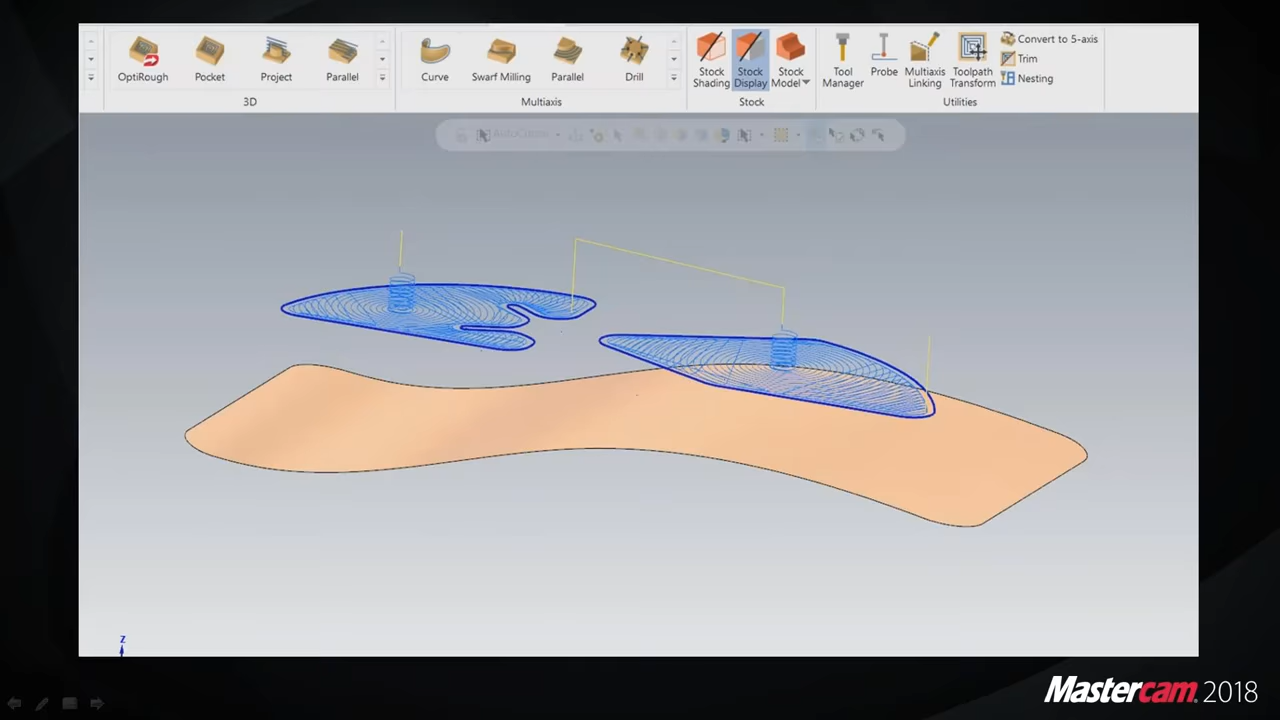 OptiRough
Pocket
Project
Parallel
3D
Curve
Swarf Milling
Parallel
Drill
Multiaxis
Stock Shading
Stock Display
Stock Model
Stock
Tool Manager
Probe
Multiaxis Linking
Toolpath Transform
Convert to 5-axis
Trim
Nesting
Utilities
AutoCursor
Z
Mastercam. 2018